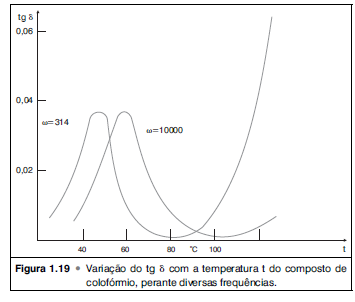 tg δ
0,06
0,04
ω=314
ω=10000
0,02
40 60 80 °C 100 t
Figura 1.19 • Variação do tg δ com a temperatura t do composto de
colofórmio, perante diversas frequências.